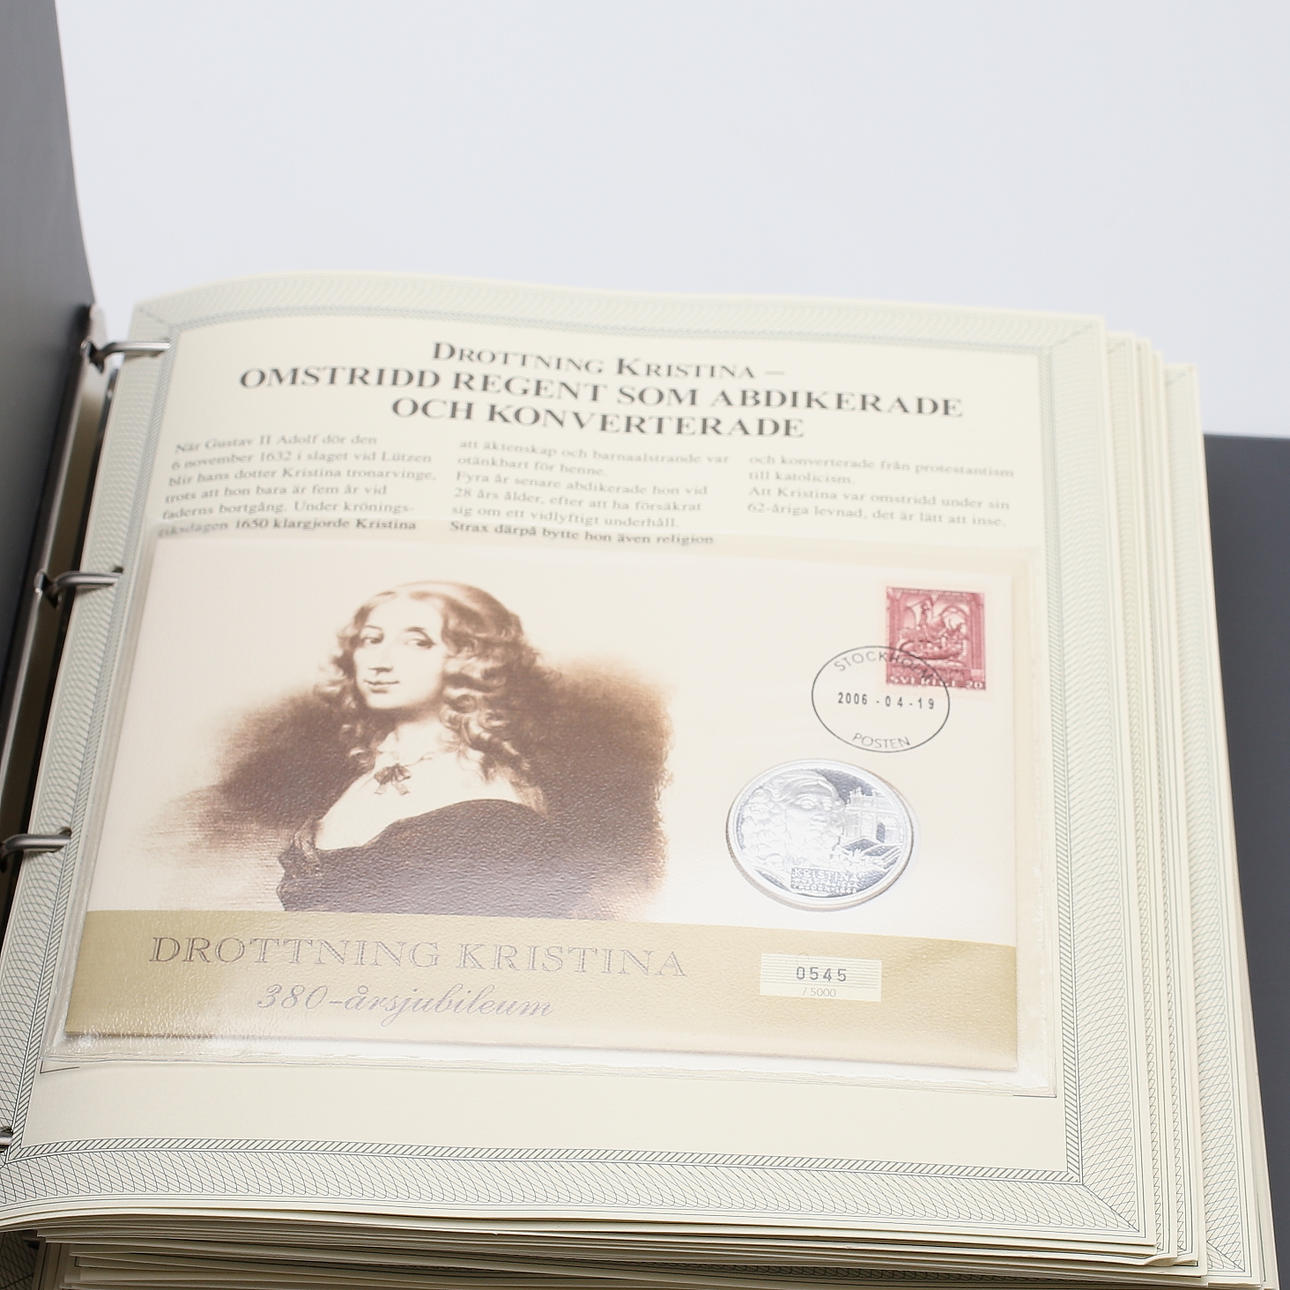 DROTTNING KRISTINA –
OMSTRIDD REGENT SOM ABDIKERADE
OCH KONVERTERADE
När Gustav II Adolf dör den
6 november 1632 i slaget vid Lützen
blir hans dotter Kristina tronarvinge,
trots att hon bara är fem år vid
faderns bortgång. Under krönings-
riksdagen 1650 klargjorde Kristina
att äktenskap och barnaalstrande var
otänkbart för henne.
Fyra år senare abdikerade hon vid
28 års ålder, efter att ha försäkrat
sig om ett vidlyftigt underhåll.
Strax därpå bytte hon även religion
och konverterade från protestantism
till katolicism.
Att Kristina var omstridd under sin
62-åriga levnad, det är lätt att inse.
SVERIGE 20
STOCKHOLM
2006-04-19
POSTEN
KRISTINA
DROTTNING KRISTINA
380-årsjubileum
0545
/ 5000